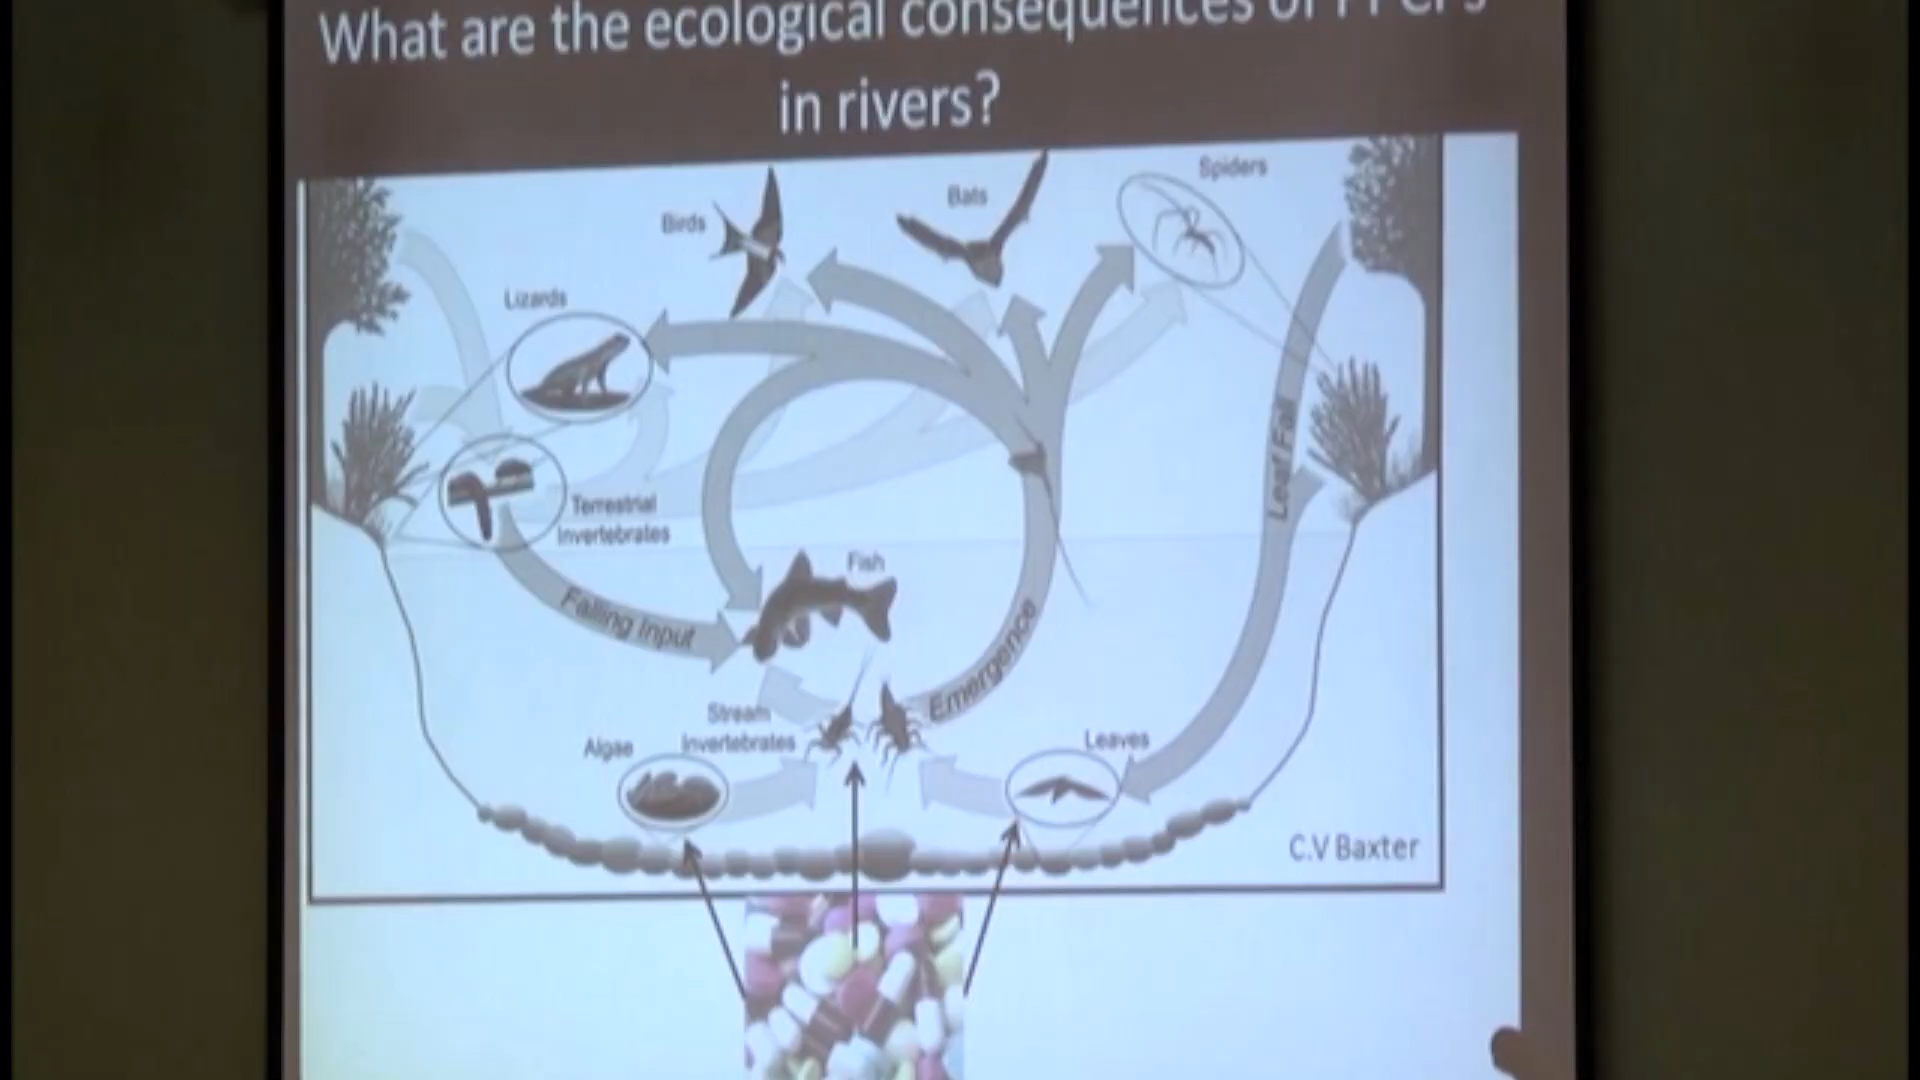 What are the ecological consequences of PPCPs
in rivers?
Spiders
Bats
Birds
Lizards
Leaf Fall
Terrestrial
Invertebrates
Fish
Falling Input
Emergence
Stream
Invertebrates
Algae
Leaves
C.V Baxter